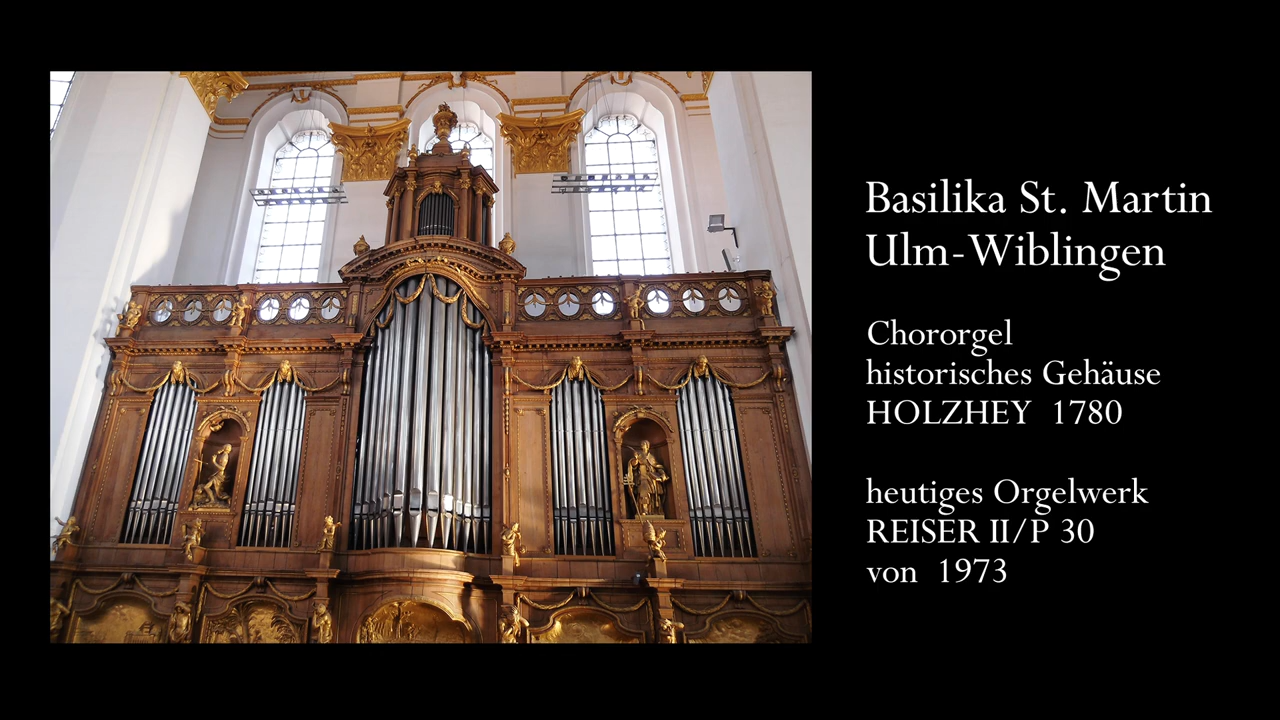 Basilika St. Martin
Ulm-Wiblingen
Chororgel
historisches Gehäuse
HOLZHEY 1780
heutiges Orgelwerk
REISER II/P 30
von 1973